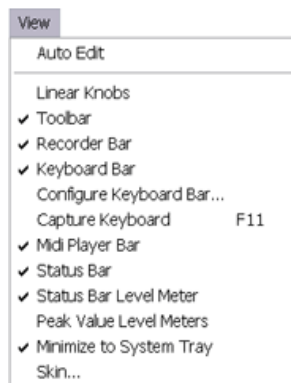 View
Auto Edit
Linear Knobs
Toolbar
Recorder Bar
Keyboard Bar
Configure Keyboard Bar...
Capture Keyboard F11
Midi Player Bar
Status Bar
Status Bar Level Meter
Peak Value Level Meters
Minimize to System Tray
Skin...